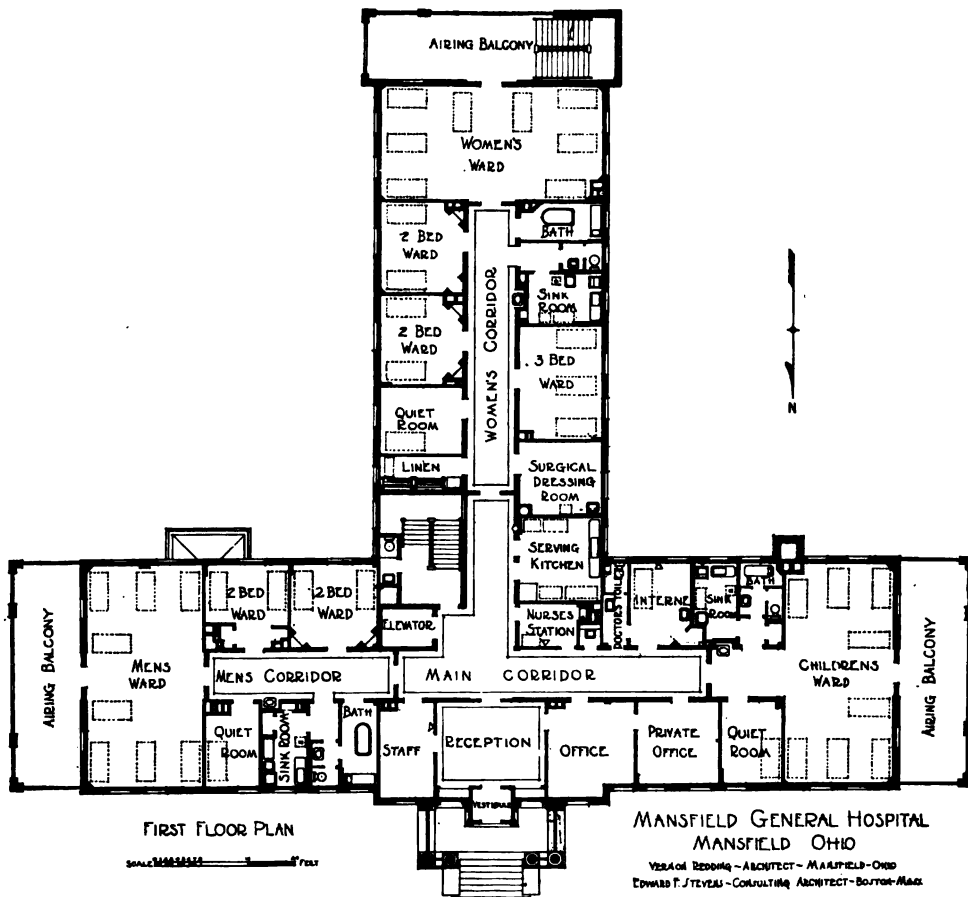 AIRING BALCONY
WOMEN'S
WARD
2 BED
WARD
BATH
WOMEN'S CORRIDOR
SINK
ROOM
2 BED
WARD
3 BED
WARD
QUIET
ROOM
LINEN
SURGICAL
DRESSING
ROOM
N
SERVING
KITCHEN
2 BED
WARD
2 BED
WARD
ELEVATOR
NURSES
STATION
DOCTORS TOILET
INTERNE
SINK
ROOM
BATH
AIRING BALCONY
MENS
WARD
MENS CORRIDOR
MAIN CORRIDOR
CHILDRENS
WARD
AIRING BALCONY
QUIET
ROOM
SINK ROOM
BATH
STAFF
RECEPTION
OFFICE
PRIVATE
OFFICE
QUIET
ROOM
VESTIBULE
FIRST FLOOR PLAN
SCALE FEET
MANSFIELD GENERAL HOSPITAL
MANSFIELD OHIO
VERNON REDDING - ARCHITECT - MANSFIELD - OHIO
EDWARD F. STEVENS - CONSULTING ARCHITECT - BOSTON - MASS